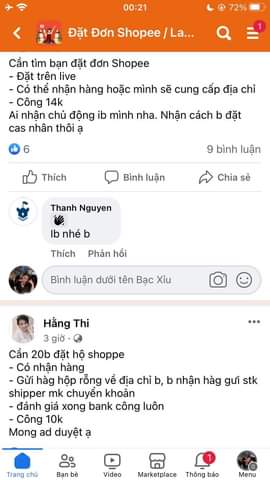 00:21
72%
Đặt Đơn Shopee / La...
Cần tìm bạn đặt đơn Shopee
- Đặt trên live
- Có thể nhận hàng hoặc mình sẽ cung cấp địa chỉ
- Công 14k
Ai nhận chủ động ib mình nha. Nhận cách b đặt
cas nhân thôi ạ
6
9 bình luận
Thích
Bình luận
Chia sẻ
Thanh Nguyen
Ib nhé b
Thích
Phản hồi
Bình luận dưới tên Bạc Xỉu
Hằng Thi
3 giờ
Cần 20b đặt hộ shoppe
- Có nhận hàng
- Gửi hàg hộp rỗng về địa chỉ b, b nhận hàg gưỉ stk
shipper mk chuyển khoản
- đánh giá xong bank công luôn
- Công 10k
Mong ad duyệt ạ
Trang chủ
Bạn bè
Video
Marketplace
1
Thông báo
Menu